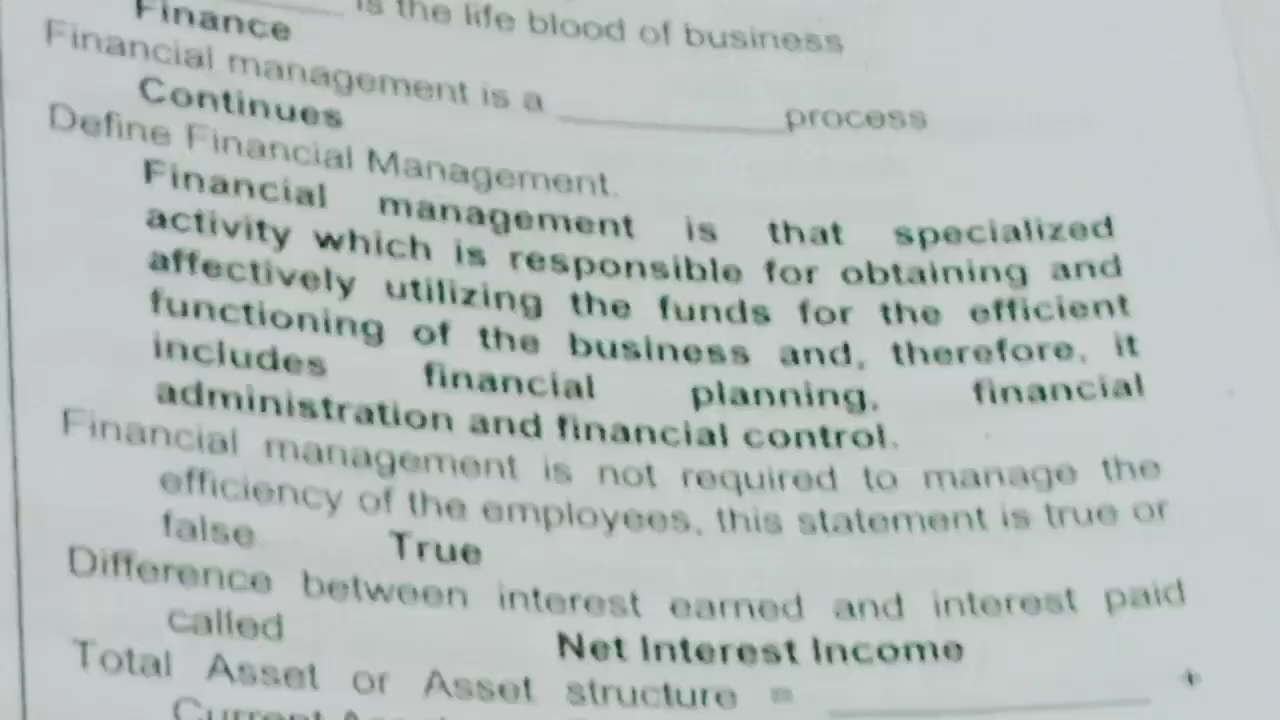 ________ is the life blood of business
Finance
Financial management is a __________ process
Continues
Define Financial Management.
Financial management is that specialized
activity which is responsible for obtaining and
affectively utilizing the funds for the efficient
functioning of the business and, therefore, it
includes financial planning, financial
administration and financial control.
Financial management is not required to manage the
efficiency of the employees, this statement is true or
false True
Difference between interest earned and interest paid
called Net Interest Income
Total Asset or Asset structure = __________ +
Current